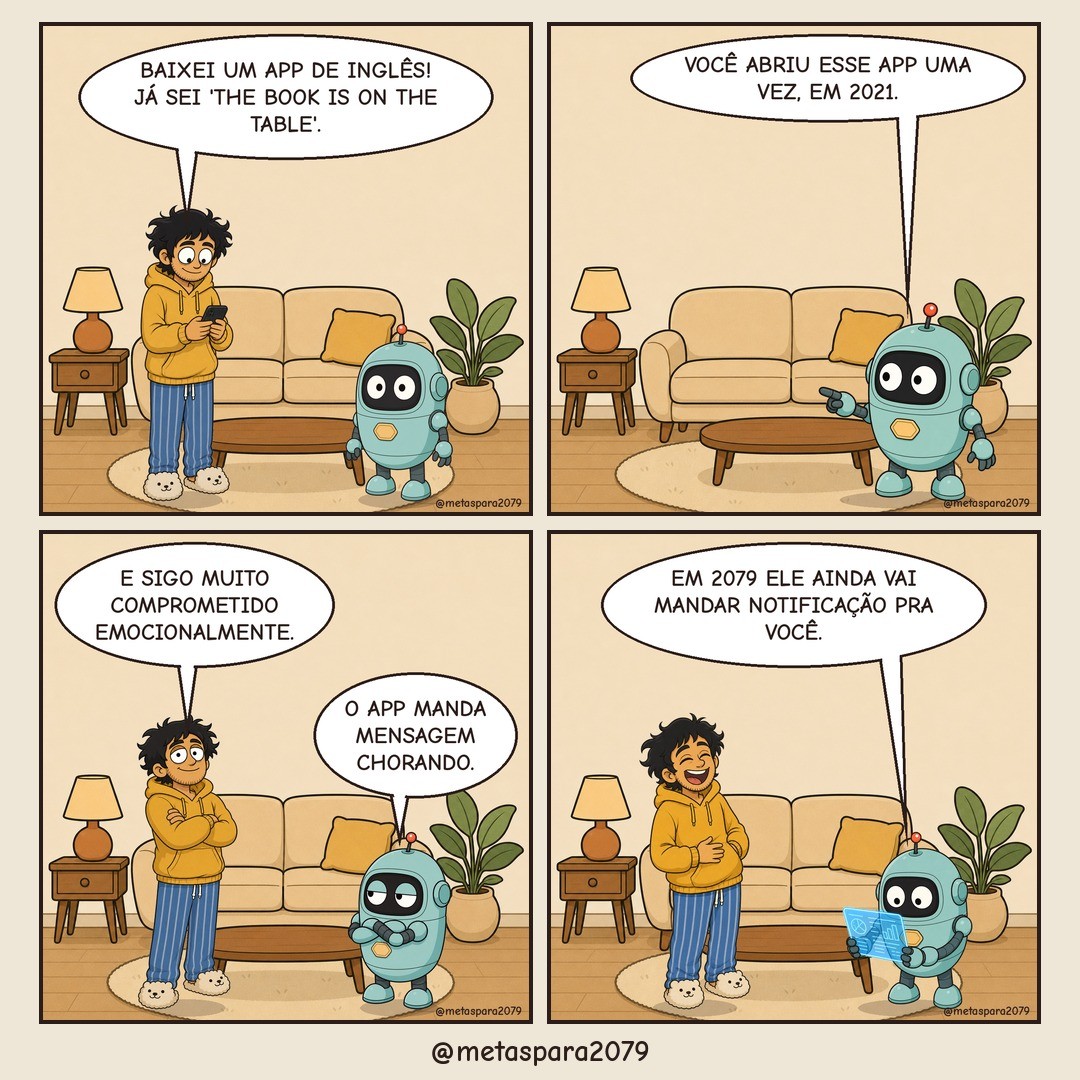 BAIXEI UM APP DE INGLÊS!
JÁ SEI 'THE BOOK IS ON THE
TABLE'.
@metaspara2079
VOCÊ ABRIU ESSE APP UMA
VEZ, EM 2021.
@metaspara2079
E SIGO MUITO
COMPROMETIDO
EMOCIONALMENTE.
O APP MANDA
MENSAGEM
CHORANDO.
@metaspara2079
EM 2079 ELE AINDA VAI
MANDAR NOTIFICAÇÃO PRA
VOCÊ.
@metaspara2079
@metaspara2079